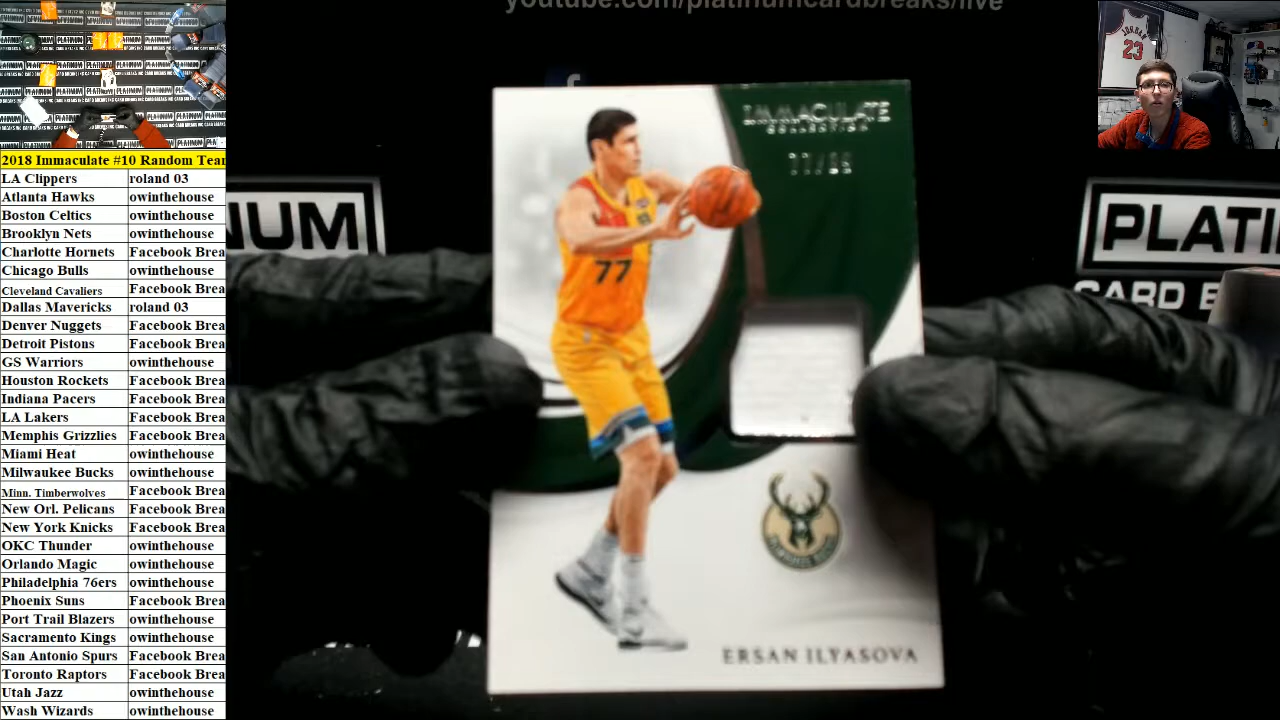 youtube.com/platinumcardbreaks/live
2018 Immaculate #10 Random Tear
LA Clippers roland 03
Atlanta Hawks owinthehouse
Boston Celtics owinthehouse
Brooklyn Nets owinthehouse
Charlotte Hornets Facebook Brea
Chicago Bulls owinthehouse
Cleveland Cavaliers Facebook Brea
Dallas Mavericks roland 03
Denver Nuggets Facebook Brea
Detroit Pistons Facebook Brea
GS Warriors owinthehouse
Houston Rockets Facebook Brea
Indiana Pacers Facebook Brea
LA Lakers Facebook Brea
Memphis Grizzlies Facebook Brea
Miami Heat owinthehouse
Milwaukee Bucks owinthehouse
Minn. Timberwolves Facebook Brea
New Orl. Pelicans Facebook Brea
New York Knicks Facebook Brea
OKC Thunder owinthehouse
Orlando Magic owinthehouse
Philadelphia 76ers owinthehouse
Phoenix Suns Facebook Brea
Port Trail Blazers owinthehouse
Sacramento Kings owinthehouse
San Antonio Spurs Facebook Brea
Toronto Raptors Facebook Brea
Utah Jazz owinthehouse
Wash Wizards owinthehouse
IMMACULATE
COLLECTION
77
ERSAN ILYASOVA
NUM
PLATI
CARD B
JORDAN
23